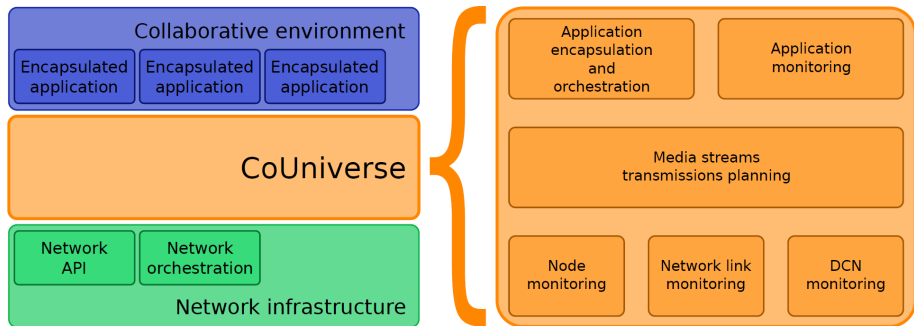 Collaborative environment
Encapsulated
application
Encapsulated
application
Encapsulated
application
CoUniverse
Network
API
Network
orchestration
Network infrastructure
Application
encapsulation
and
orchestration
Application
monitoring
Media streams
transmissions planning
Node
monitoring
Network link
monitoring
DCN
monitoring